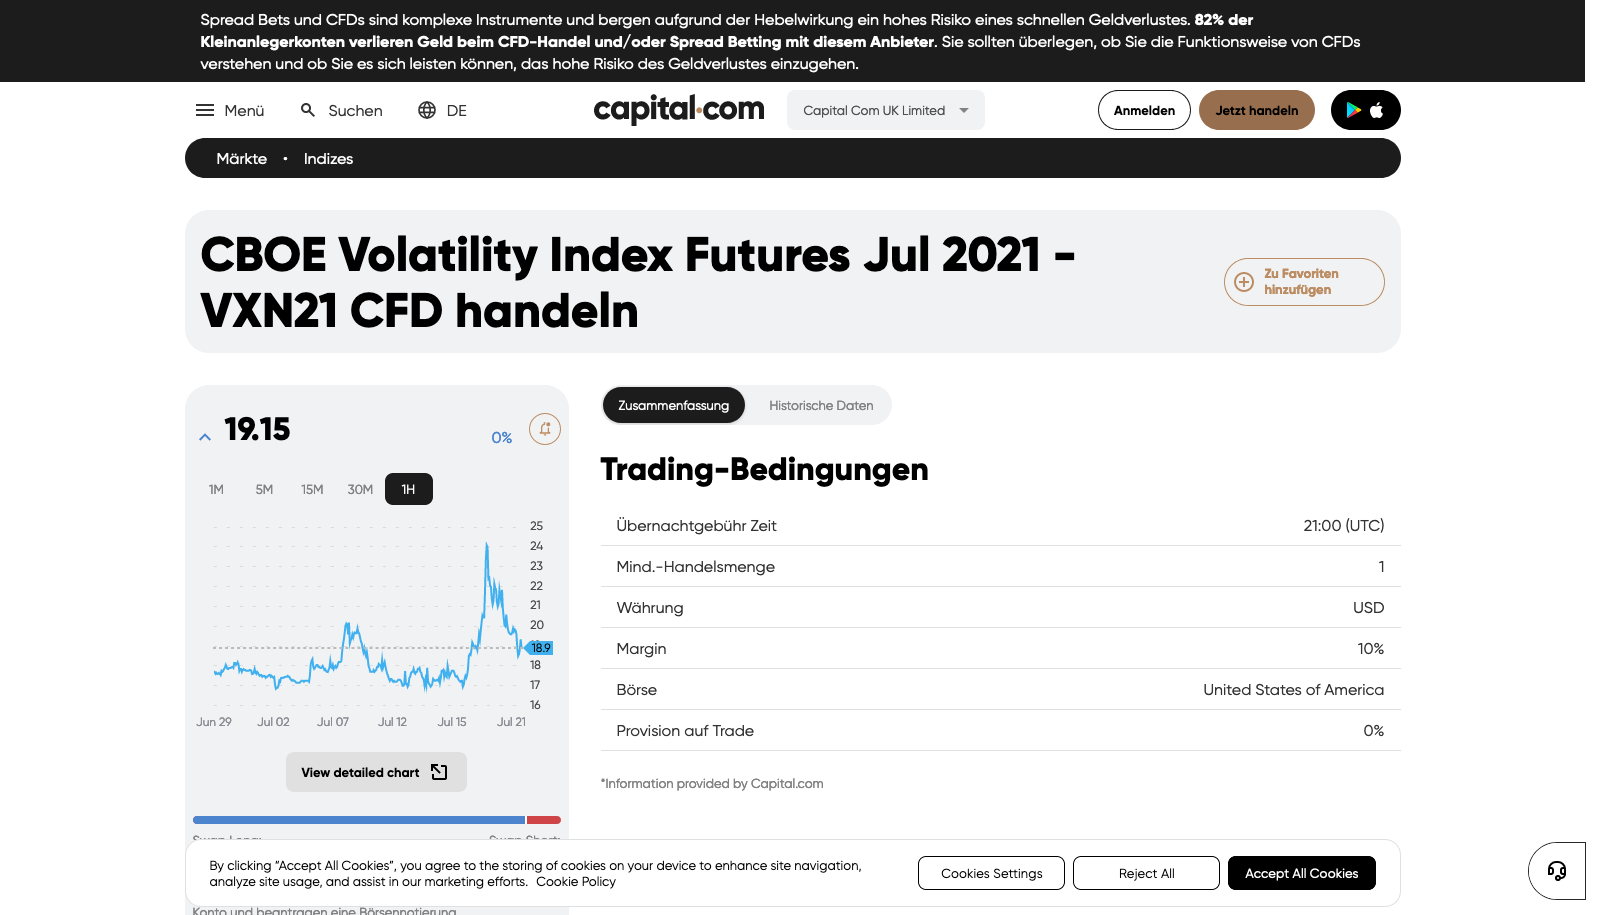 Spread Bets und CFDs sind komplexe Instrumente und bergen aufgrund der Hebelwirkung ein hohes Risiko eines schnellen Geldverlustes. 82% der
Kleinanlegerkonten verlieren Geld beim CFD-Handel und/oder Spread Betting mit diesem Anbieter. Sie sollten überlegen, ob Sie die Funktionsweise von CFDs
verstehen und ob Sie es sich leisten können, das hohe Risiko des Geldverlustes einzugehen.
Menü
Suchen
DE
capital.com
Capital Com UK Limited
Anmelden
Jetzt handeln
Märkte • Indizes
CBOE Volatility Index Futures Jul 2021 -
VXN21 CFD handeln
Zu Favoriten
hinzufügen
19.15
0%
1M 5M 15M 30M 1H
25
24
23
22
21
20
18.9
18
17
16
Jun 29 Jul 02 Jul 07 Jul 12 Jul 15 Jul 21
View detailed chart
Swap Long:
Swap Short:
Zusammenfassung
Historische Daten
Trading-Bedingungen
Übernachtgebühr Zeit 21:00 (UTC)
Mind.-Handelsmenge 1
Währung USD
Margin 10%
Börse United States of America
Provision auf Trade 0%
*Information provided by Capital.com
By clicking “Accept All Cookies”, you agree to the storing of cookies on your device to enhance site navigation,
analyze site usage, and assist in our marketing efforts. Cookie Policy
Cookies Settings
Reject All
Accept All Cookies
Konto und beantragen eine Börsennotierung